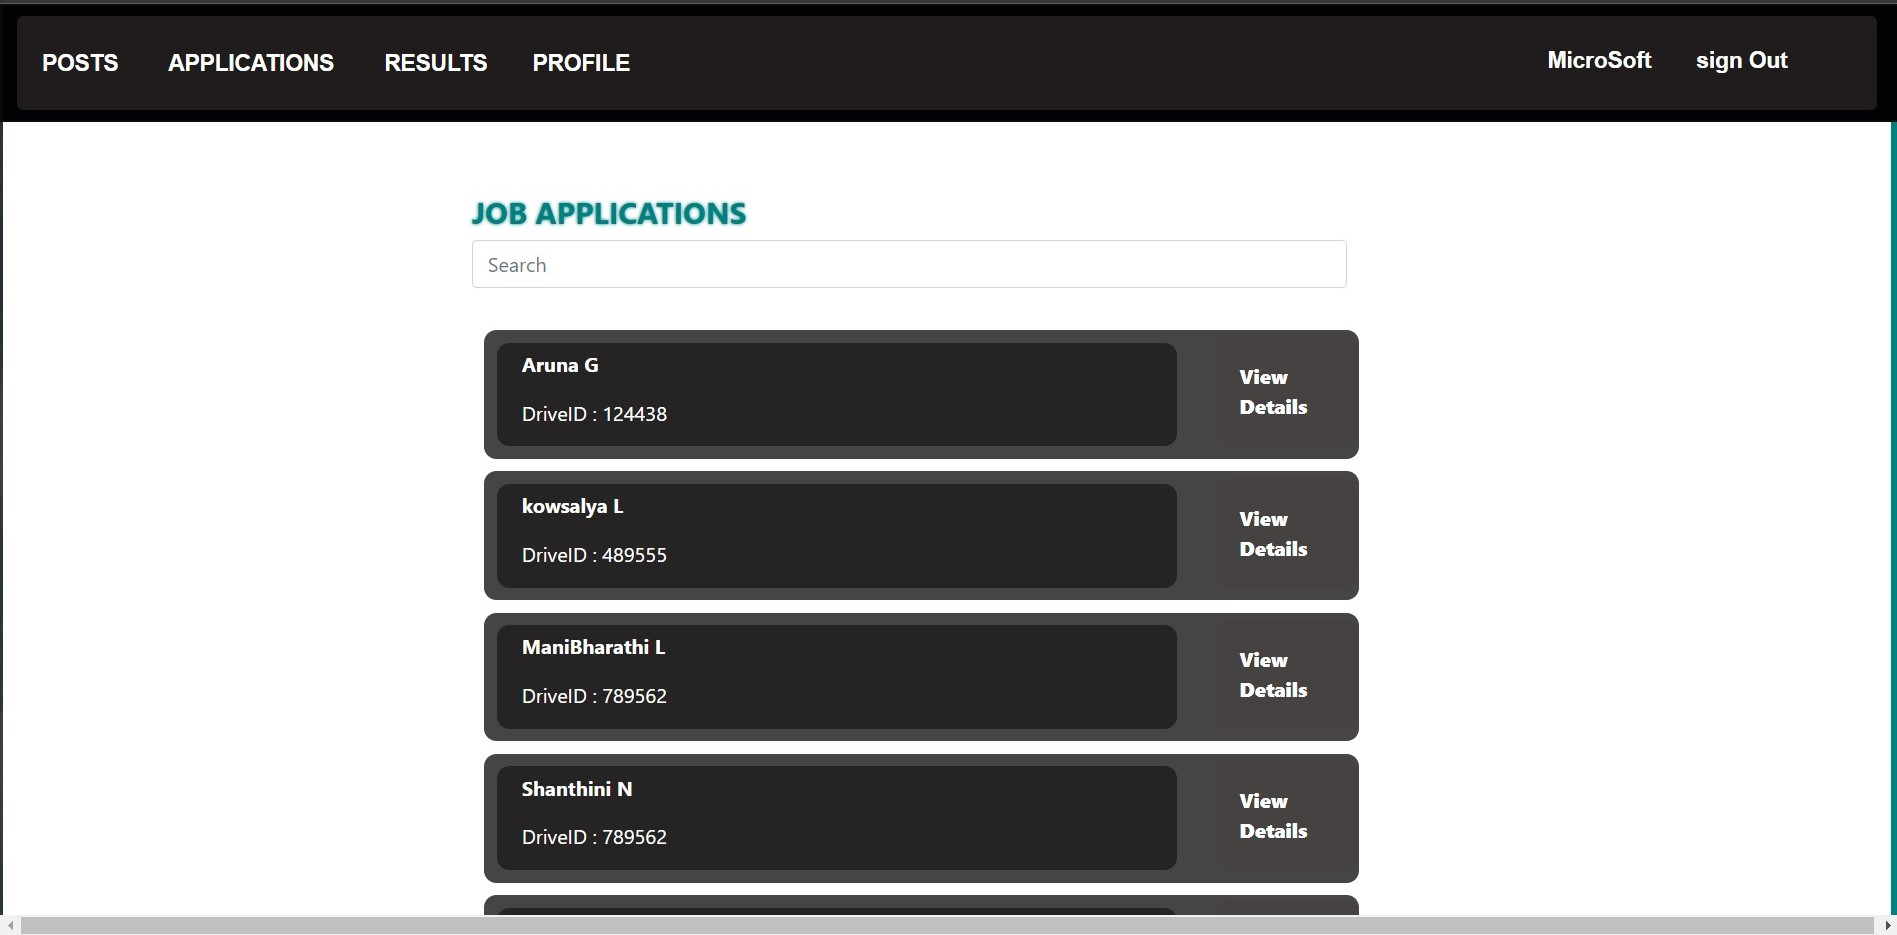 POSTS APPLICATIONS RESULTS PROFILE MicroSoft sign Out
JOB APPLICATIONS
Search
Aruna G
DriveID : 124438
View
Details
kowsalya L
DriveID : 489555
View
Details
ManiBharathi L
DriveID : 789562
View
Details
Shanthini N
DriveID : 789562
View
Details